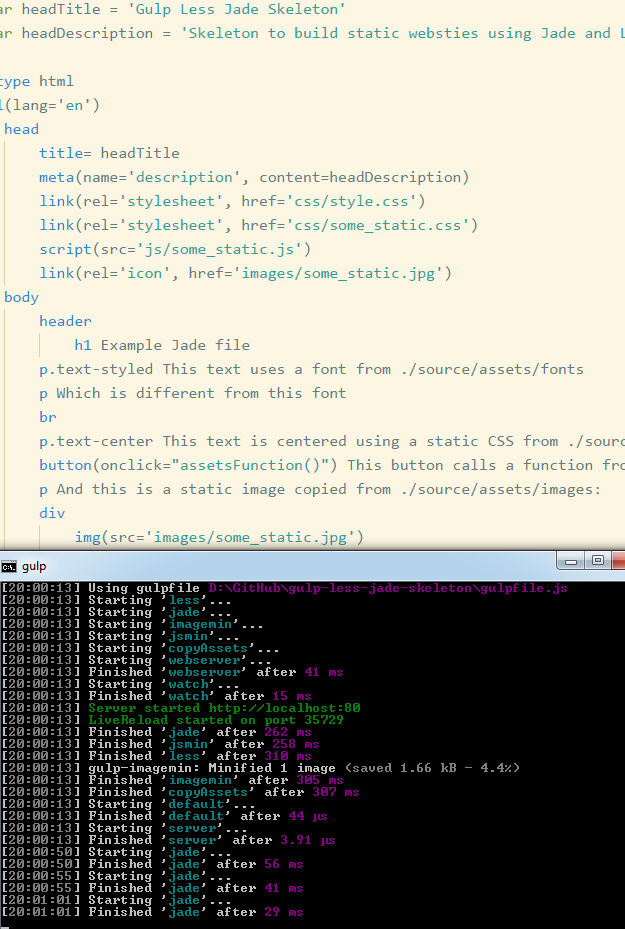 ar headTitle = 'Gulp Less Jade Skeleton'
ar headDescription = 'Skeleton to build static websties using Jade and L
type html
l(lang='en')
head
title= headTitle
meta(name='description', content=headDescription)
link(rel='stylesheet', href='css/style.css')
link(rel='stylesheet', href='css/some_static.css')
script(src='js/some_static.js')
link(rel='icon', href='images/some_static.jpg')
body
header
h1 Example Jade file
p.text-styled This text uses a font from ./source/assets/fonts
p Which is different from this font
br
p.text-center This text is centered using a static CSS from ./sourc
button(onclick="assetsFunction()") This button calls a function fro
p And this is a static image copied from ./source/assets/images:
div
img(src='images/some_static.jpg')
C:\. gulp
[20:00:13] Using gulpfile D:\GitHub\gulp-less-jade-skeleton\gulpfile.js
[20:00:13] Starting 'less'...
[20:00:13] Starting 'jade'...
[20:00:13] Starting 'imagemin'...
[20:00:13] Starting 'jsmin'...
[20:00:13] Starting 'copyAssets'...
[20:00:13] Starting 'webserver'...
[20:00:13] Finished 'webserver' after 41 ms
[20:00:13] Starting 'watch'...
[20:00:13] Finished 'watch' after 15 ms
[20:00:13] Server started http://localhost:80
[20:00:13] LiveReload started on port 35729
[20:00:13] Finished 'jade' after 262 ms
[20:00:13] Finished 'jsmin' after 258 ms
[20:00:13] Finished 'less' after 310 ms
[20:00:13] gulp-imagemin: Minified 1 image (saved 1.66 kB - 4.4%)
[20:00:13] Finished 'imagemin' after 305 ms
[20:00:13] Finished 'copyAssets' after 307 ms
[20:00:13] Starting 'default'...
[20:00:13] Finished 'default' after 44 μs
[20:00:13] Starting 'server'...
[20:00:13] Finished 'server' after 3.91 μs
[20:00:50] Starting 'jade'...
[20:00:50] Finished 'jade' after 56 ms
[20:00:55] Starting 'jade'...
[20:00:55] Finished 'jade' after 41 ms
[20:01:01] Starting 'jade'...
[20:01:01] Finished 'jade' after 29 ms